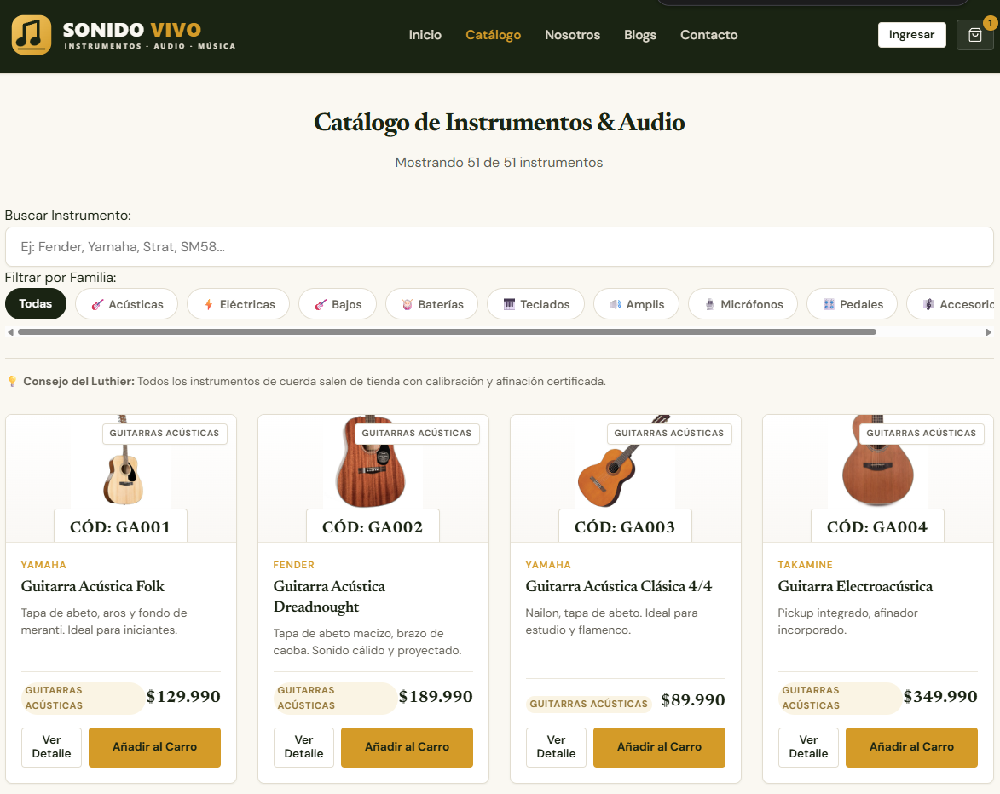 SONIDO VIVO
INSTRUMENTOS · AUDIO · MÚSICA
Inicio
Catálogo
Nosotros
Blogs
Contacto
Ingresar
1
Catálogo de Instrumentos & Audio
Mostrando 51 de 51 instrumentos
Buscar Instrumento:
Ej: Fender, Yamaha, Strat, SM58...
Filtrar por Familia:
Todas
Acústicas
Eléctricas
Bajos
Baterías
Teclados
Amplis
Micrófonos
Pedales
Accesorio
Consejo del Luthier: Todos los instrumentos de cuerda salen de tienda con calibración y afinación certificada.
GUITARRAS ACÚSTICAS
CÓD: GA001
YAMAHA
Guitarra Acústica Folk
Tapa de abeto, aros y fondo de
meranti. Ideal para iniciantes.
GUITARRAS
ACÚSTICAS
$129.990
Ver
Detalle
Añadir al Carro
GUITARRAS ACÚSTICAS
CÓD: GA002
FENDER
Guitarra Acústica
Dreadnought
Tapa de abeto macizo, brazo de
caoba. Sonido cálido y proyectado.
GUITARRAS
ACÚSTICAS
$189.990
Ver
Detalle
Añadir al Carro
GUITARRAS ACÚSTICAS
CÓD: GA003
YAMAHA
Guitarra Acústica Clásica 4/4
Nailon, tapa de abeto. Ideal para
estudio y flamenco.
GUITARRAS ACÚSTICAS
$89.990
Ver
Detalle
Añadir al Carro
GUITARRAS ACÚSTICAS
CÓD: GA004
TAKAMINE
Guitarra Electroacústica
Pickup integrado, afinador
incorporado.
GUITARRAS
ACÚSTICAS
$349.990
Ver
Detalle
Añadir al Carro